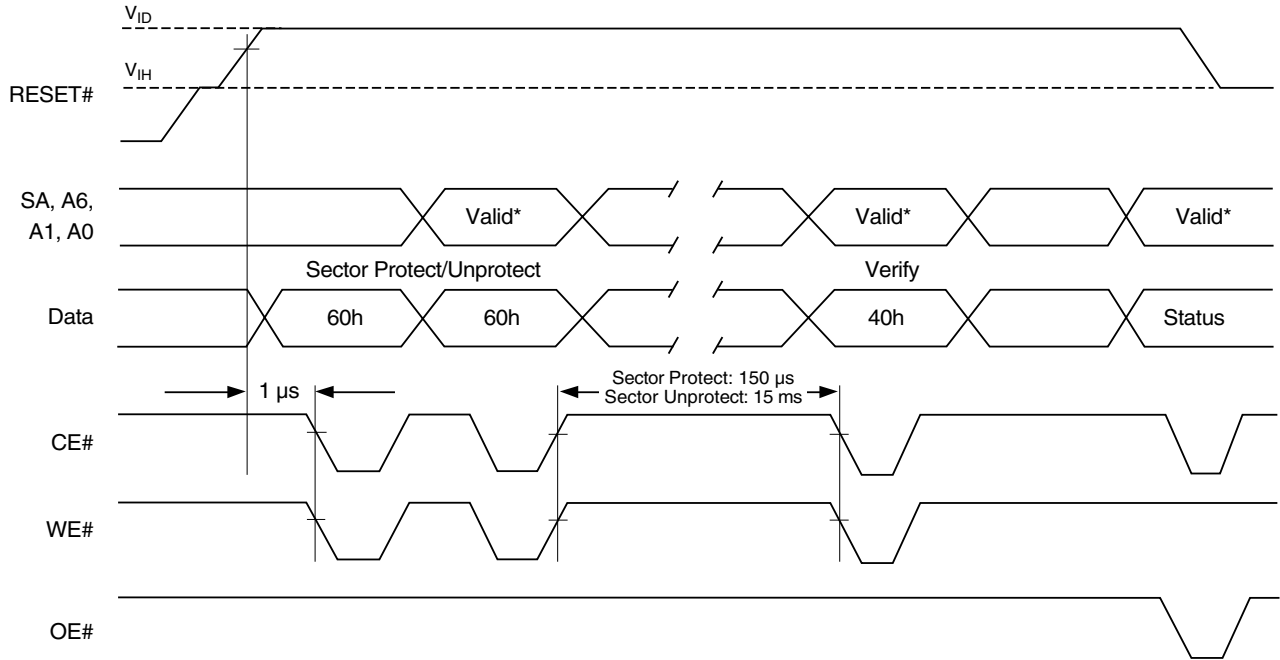 VID
VIH
RESET#
SA, A6,
A1, A0
Valid*
Valid*
Valid*
Sector Protect/Unprotect
Verify
Data
60h
60h
40h
Status
1 µs
Sector Protect: 150 µs
Sector Unprotect: 15 ms
CE#
WE#
OE#